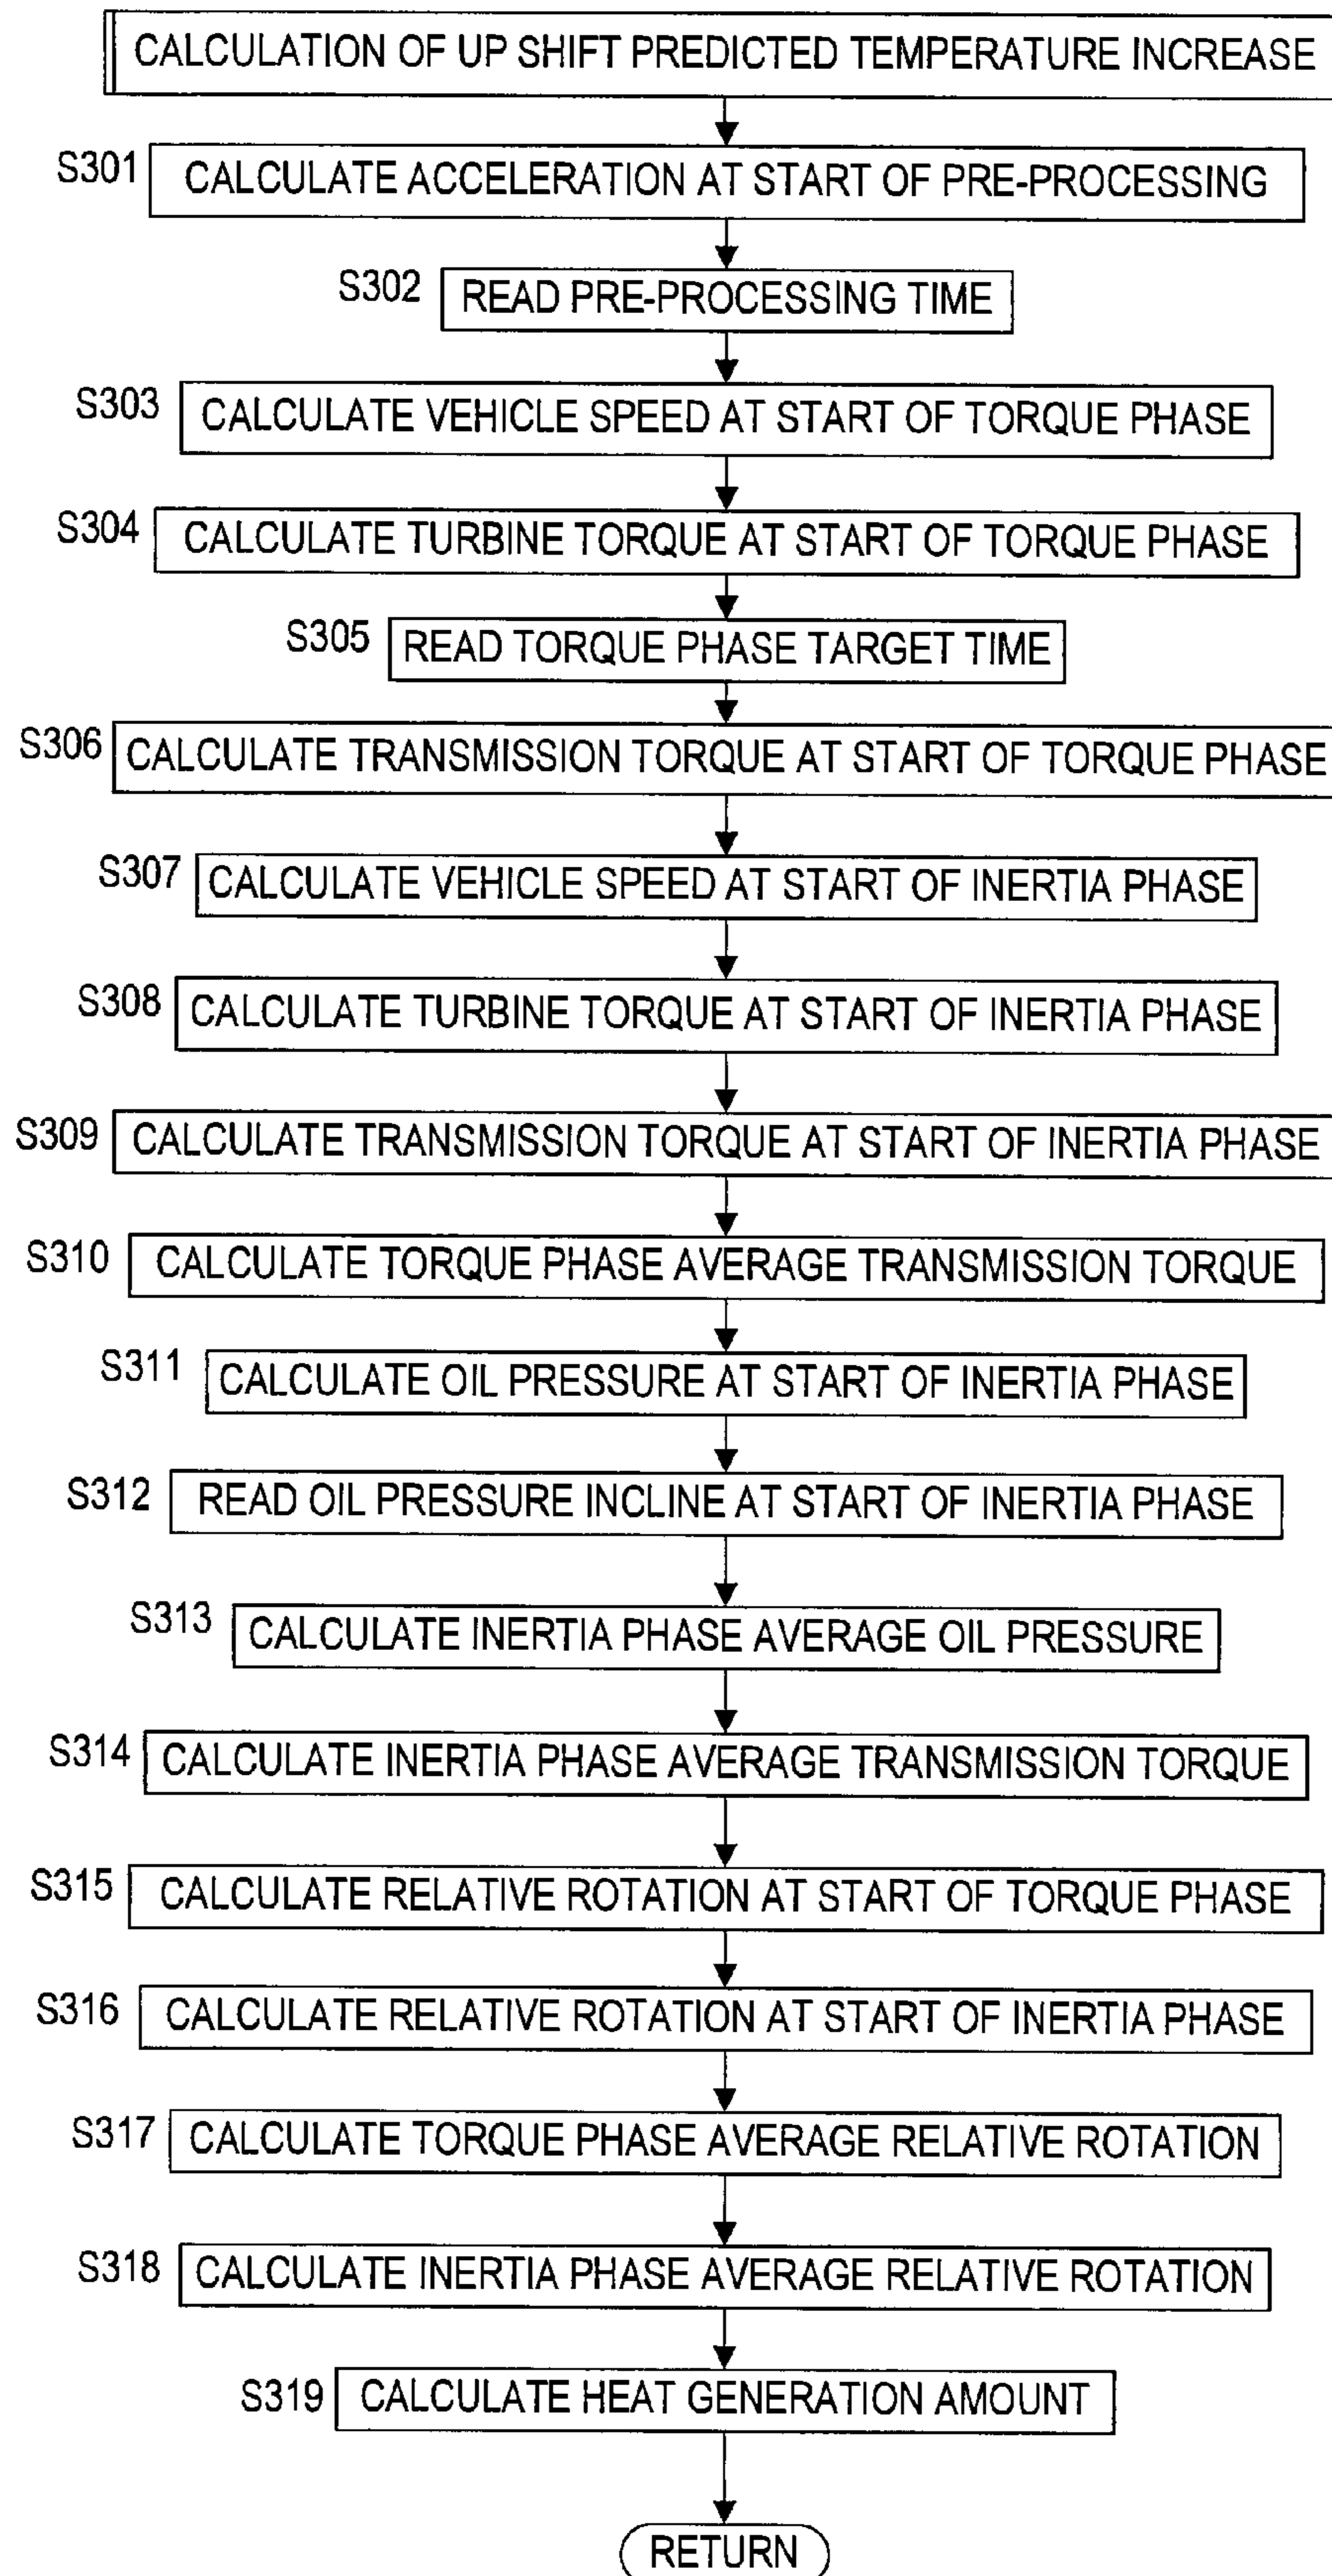 CALCULATION OF UP SHIFT PREDICTED TEMPERATURE INCREASE
S301 CALCULATE ACCELERATION AT START OF PRE-PROCESSING
S302 READ PRE-PROCESSING TIME
S303 CALCULATE VEHICLE SPEED AT START OF TORQUE PHASE
S304 CALCULATE TURBINE TORQUE AT START OF TORQUE PHASE
S305 READ TORQUE PHASE TARGET TIME
S306 CALCULATE TRANSMISSION TORQUE AT START OF TORQUE PHASE
S307 CALCULATE VEHICLE SPEED AT START OF INERTIA PHASE
S308 CALCULATE TURBINE TORQUE AT START OF INERTIA PHASE
S309 CALCULATE TRANSMISSION TORQUE AT START OF INERTIA PHASE
S310 CALCULATE TORQUE PHASE AVERAGE TRANSMISSION TORQUE
S311 CALCULATE OIL PRESSURE AT START OF INERTIA PHASE
S312 READ OIL PRESSURE INCLINE AT START OF INERTIA PHASE
S313 CALCULATE INERTIA PHASE AVERAGE OIL PRESSURE
S314 CALCULATE INERTIA PHASE AVERAGE TRANSMISSION TORQUE
S315 CALCULATE RELATIVE ROTATION AT START OF TORQUE PHASE
S316 CALCULATE RELATIVE ROTATION AT START OF INERTIA PHASE
S317 CALCULATE TORQUE PHASE AVERAGE RELATIVE ROTATION
S318 CALCULATE INERTIA PHASE AVERAGE RELATIVE ROTATION
S319 CALCULATE HEAT GENERATION AMOUNT
RETURN